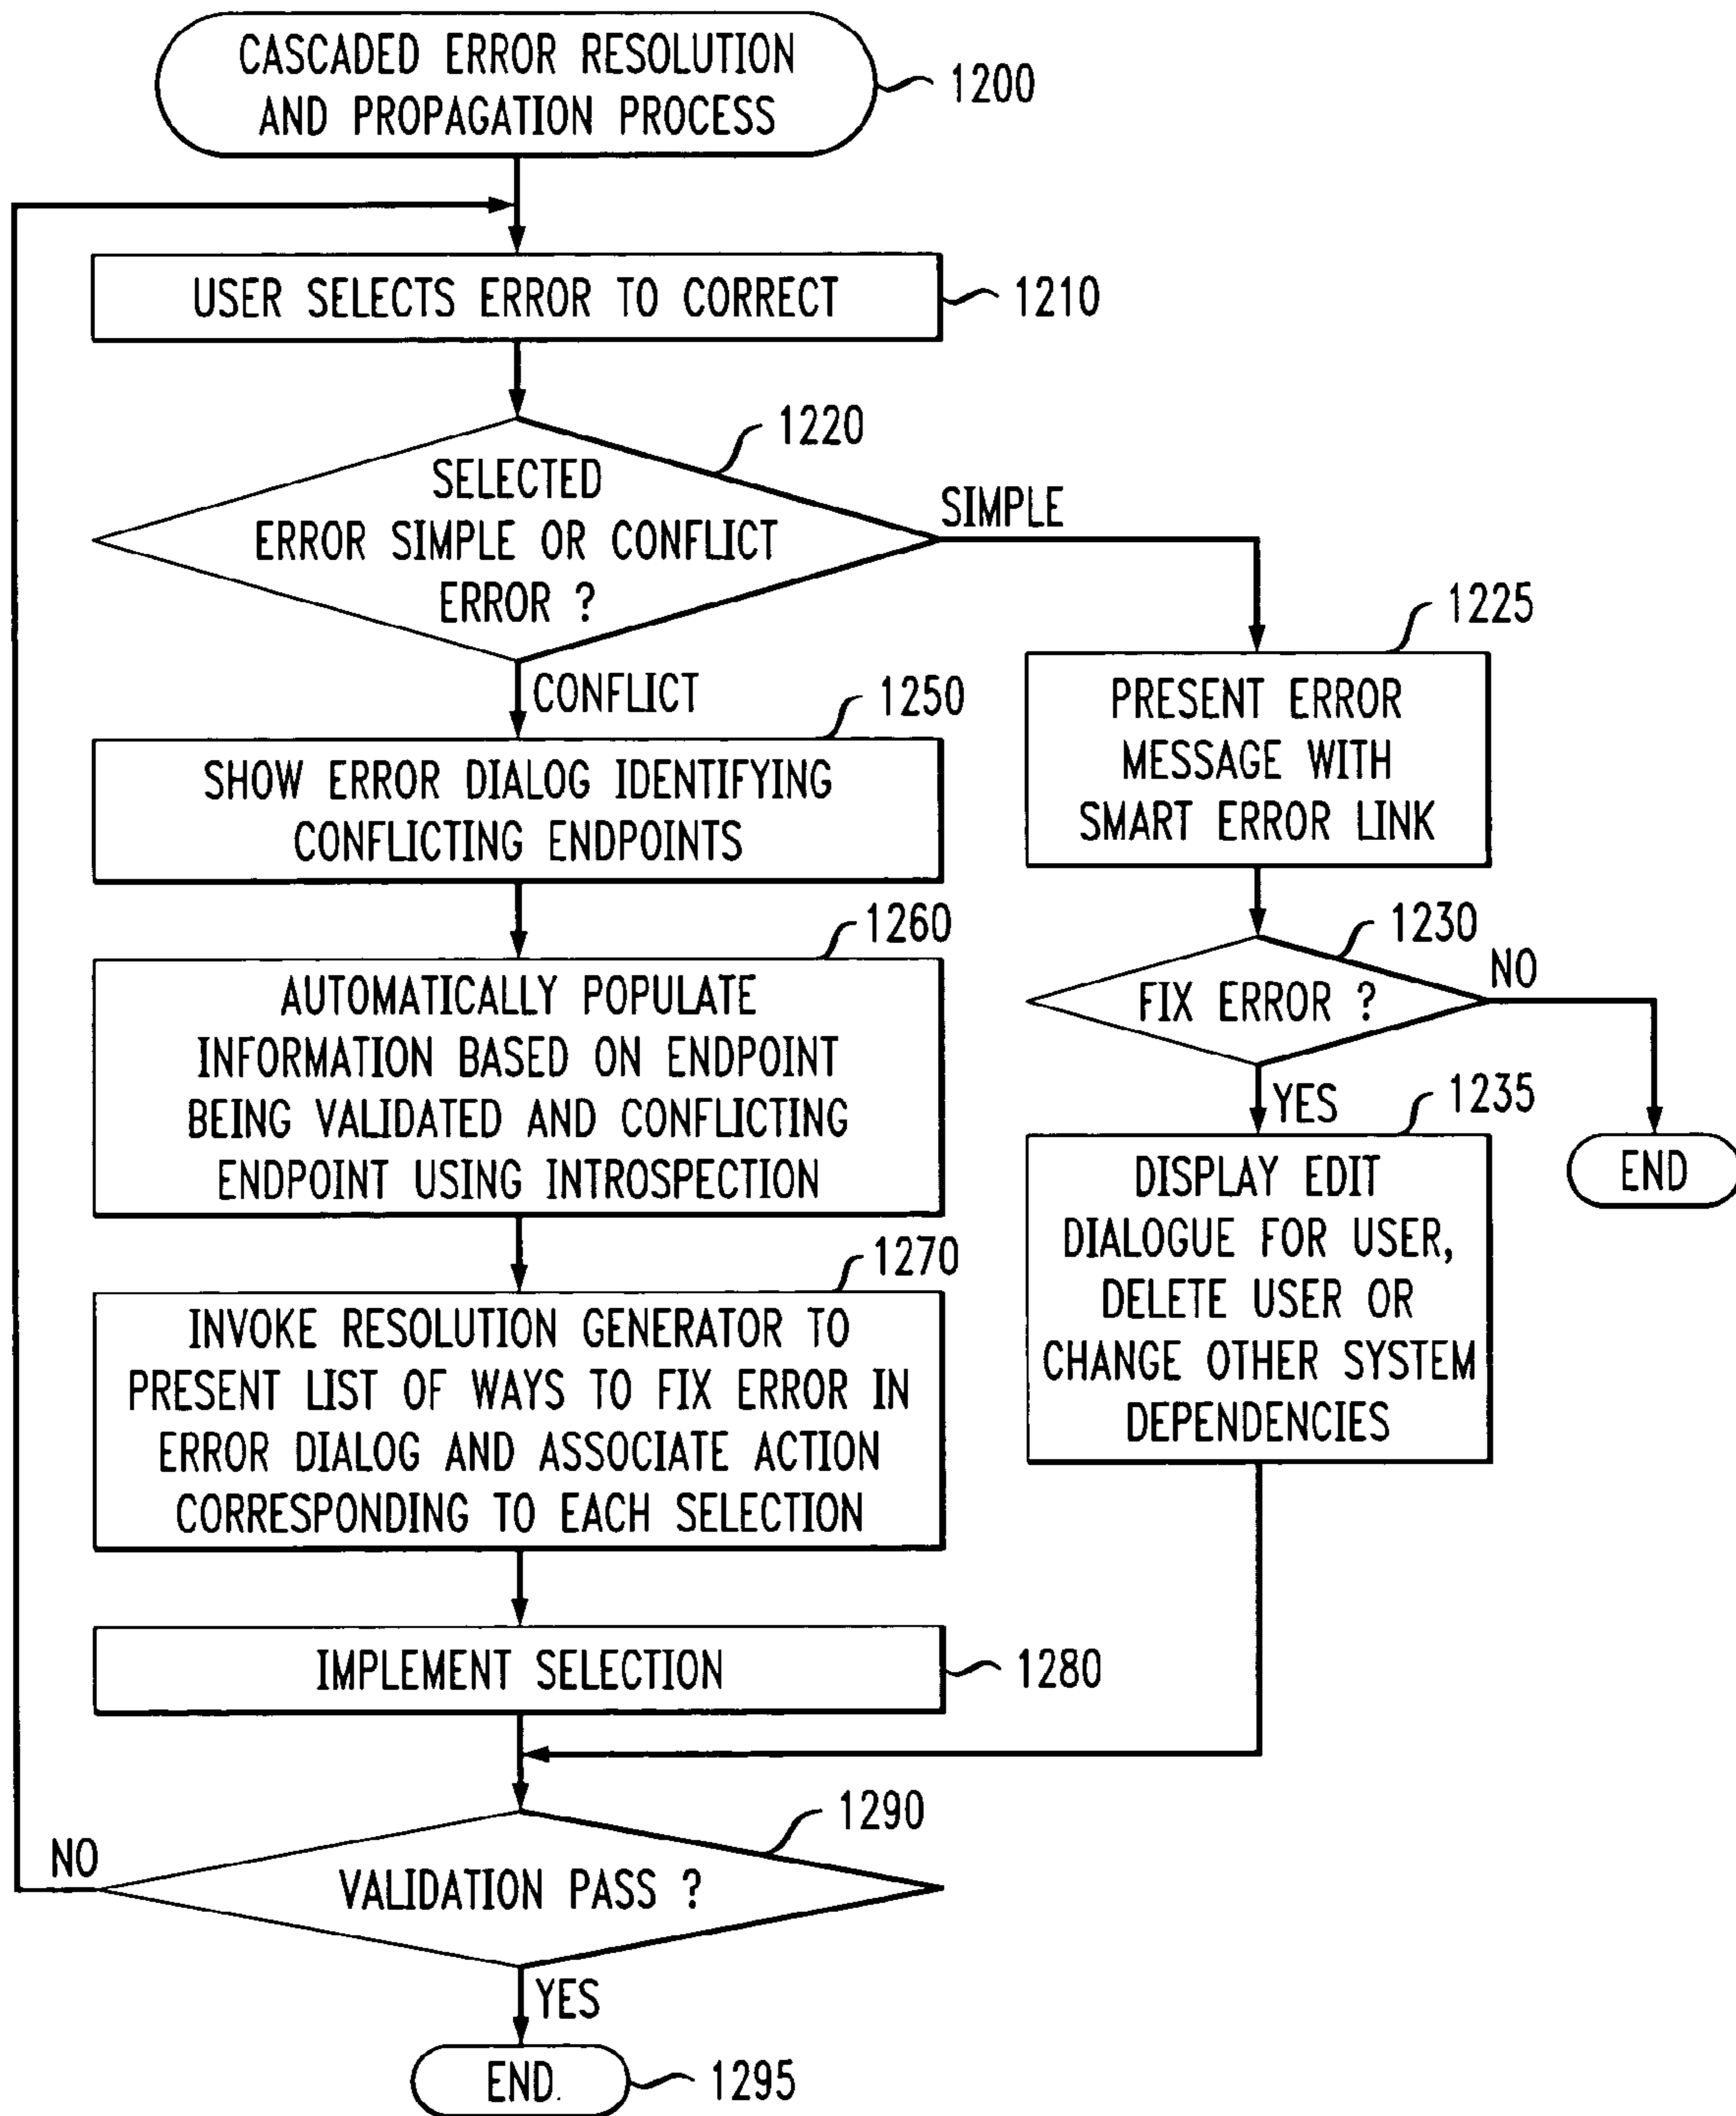 CASCADED ERROR RESOLUTION
AND PROPAGATION PROCESS
1200
USER SELECTS ERROR TO CORRECT
1210
1220
SELECTED
ERROR SIMPLE OR CONFLICT
ERROR ?
SIMPLE
CONFLICT
1225
PRESENT ERROR
MESSAGE WITH
SMART ERROR LINK
1230
FIX ERROR ?
NO
END
YES
1235
DISPLAY EDIT
DIALOGUE FOR USER,
DELETE USER OR
CHANGE OTHER SYSTEM
DEPENDENCIES
1250
SHOW ERROR DIALOG IDENTIFYING
CONFLICTING ENDPOINTS
1260
AUTOMATICALLY POPULATE
INFORMATION BASED ON ENDPOINT
BEING VALIDATED AND CONFLICTING
ENDPOINT USING INTROSPECTION
1270
INVOKE RESOLUTION GENERATOR TO
PRESENT LIST OF WAYS TO FIX ERROR IN
ERROR DIALOG AND ASSOCIATE ACTION
CORRESPONDING TO EACH SELECTION
IMPLEMENT SELECTION
1280
1290
NO
VALIDATION PASS ?
YES
END.
1295